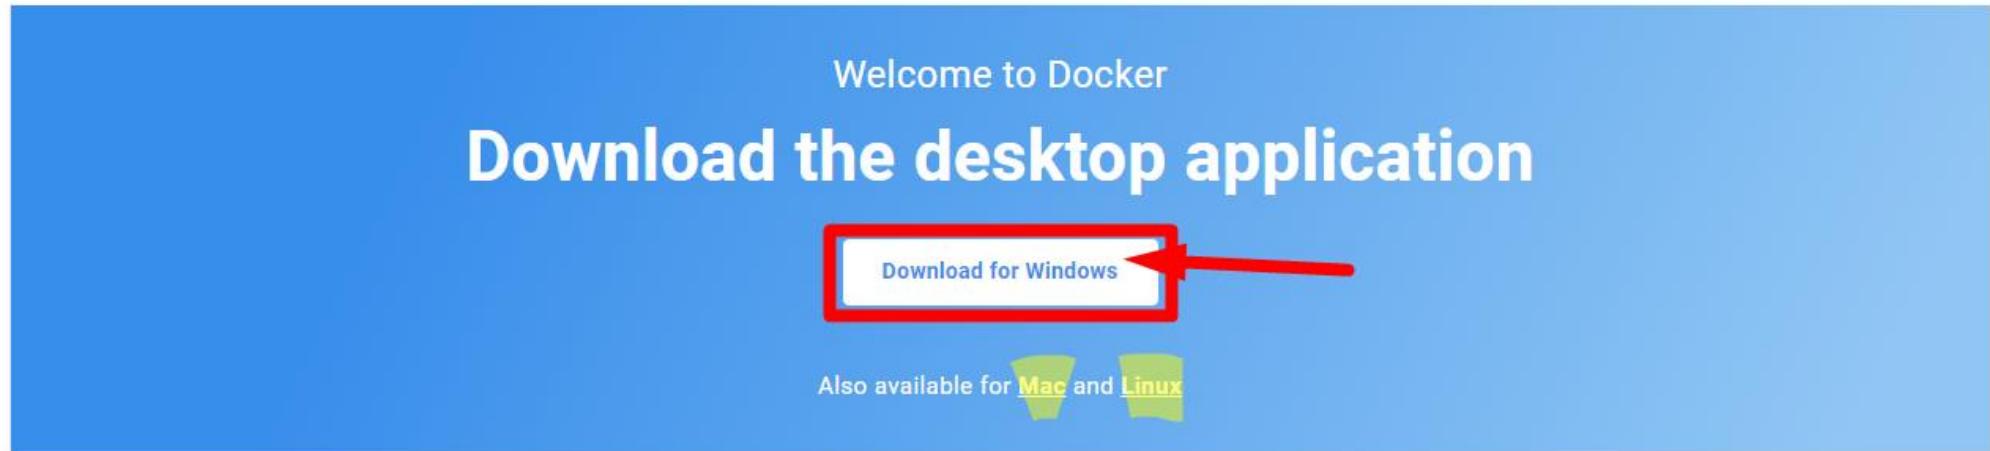 Welcome to Docker
Download the desktop application
Download for Windows
Also available for Mac and Linux